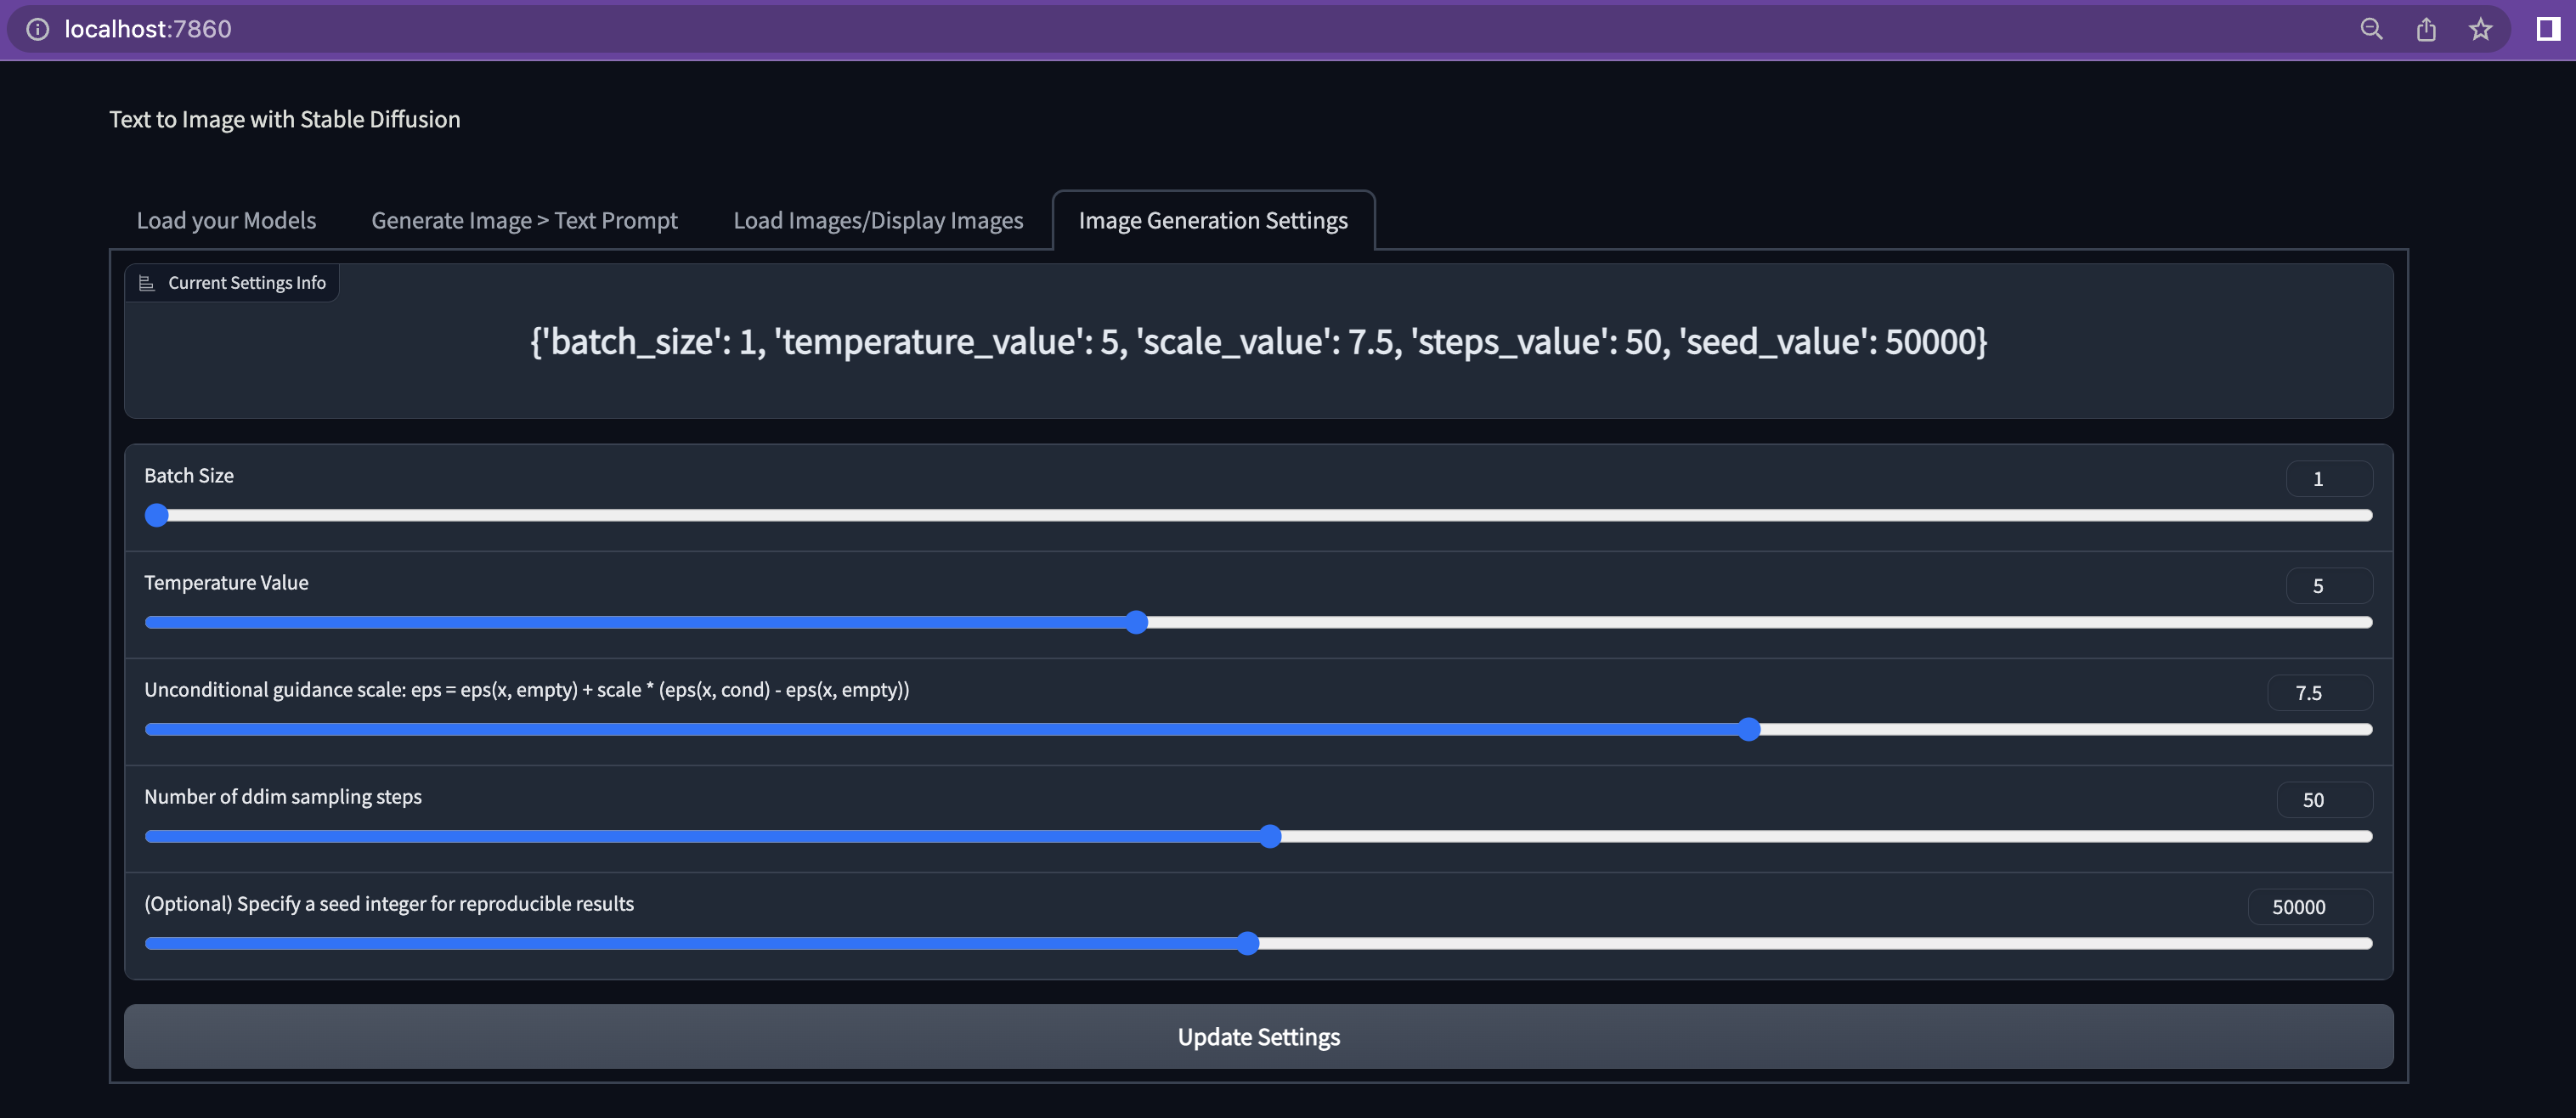 localhost:7860
Text to Image with Stable Diffusion
Load your Models
Generate Image > Text Prompt
Load Images/Display Images
Image Generation Settings
Current Settings Info
{'batch_size': 1, 'temperature_value': 5, 'scale_value': 7.5, 'steps_value': 50, 'seed_value': 50000}
Batch Size
1
Temperature Value
5
Unconditional guidance scale: eps = eps(x, empty) + scale * (eps(x, cond) - eps(x, empty))
7.5
Number of ddim sampling steps
50
(Optional) Specify a seed integer for reproducible results
50000
Update Settings